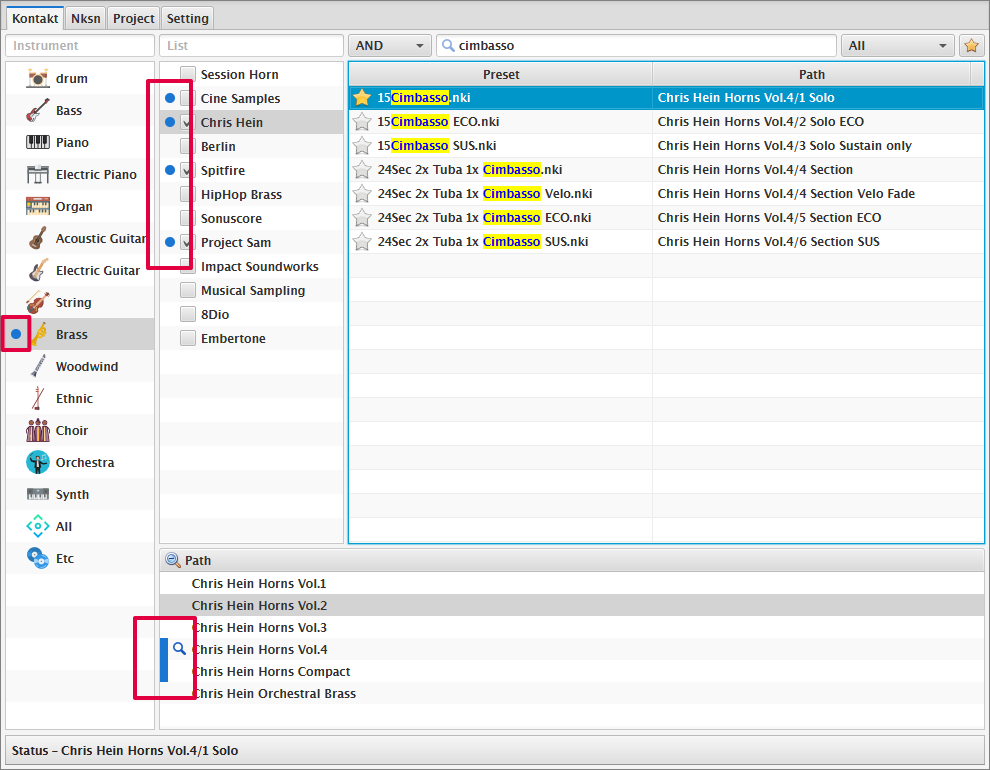 Kontakt Nksn Project Setting
Instrument List AND cimbasso All
drum
Bass
Piano
Electric Piano
Organ
Acoustic Guitar
Electric Guitar
String
Brass
Woodwind
Ethnic
Choir
Orchestra
Synth
All
Etc
Session Horn
Cine Samples
Chris Hein
Berlin
Spitfire
HipHop Brass
Sonuscore
Project Sam
Impact Soundworks
Musical Sampling
8Dio
Embertone
Preset Path
15Cimbasso.nki Chris Hein Horns Vol.4/1 Solo
15Cimbasso ECO.nki Chris Hein Horns Vol.4/2 Solo ECO
15Cimbasso SUS.nki Chris Hein Horns Vol.4/3 Solo Sustain only
24Sec 2x Tuba 1x Cimbasso.nki Chris Hein Horns Vol.4/4 Section
24Sec 2x Tuba 1x Cimbasso Velo.nki Chris Hein Horns Vol.4/4 Section Velo Fade
24Sec 2x Tuba 1x Cimbasso ECO.nki Chris Hein Horns Vol.4/5 Section ECO
24Sec 2x Tuba 1x Cimbasso SUS.nki Chris Hein Horns Vol.4/6 Section SUS
Path
Chris Hein Horns Vol.1
Chris Hein Horns Vol.2
Chris Hein Horns Vol.3
Chris Hein Horns Vol.4
Chris Hein Horns Compact
Chris Hein Orchestral Brass
Status – Chris Hein Horns Vol.4/1 Solo